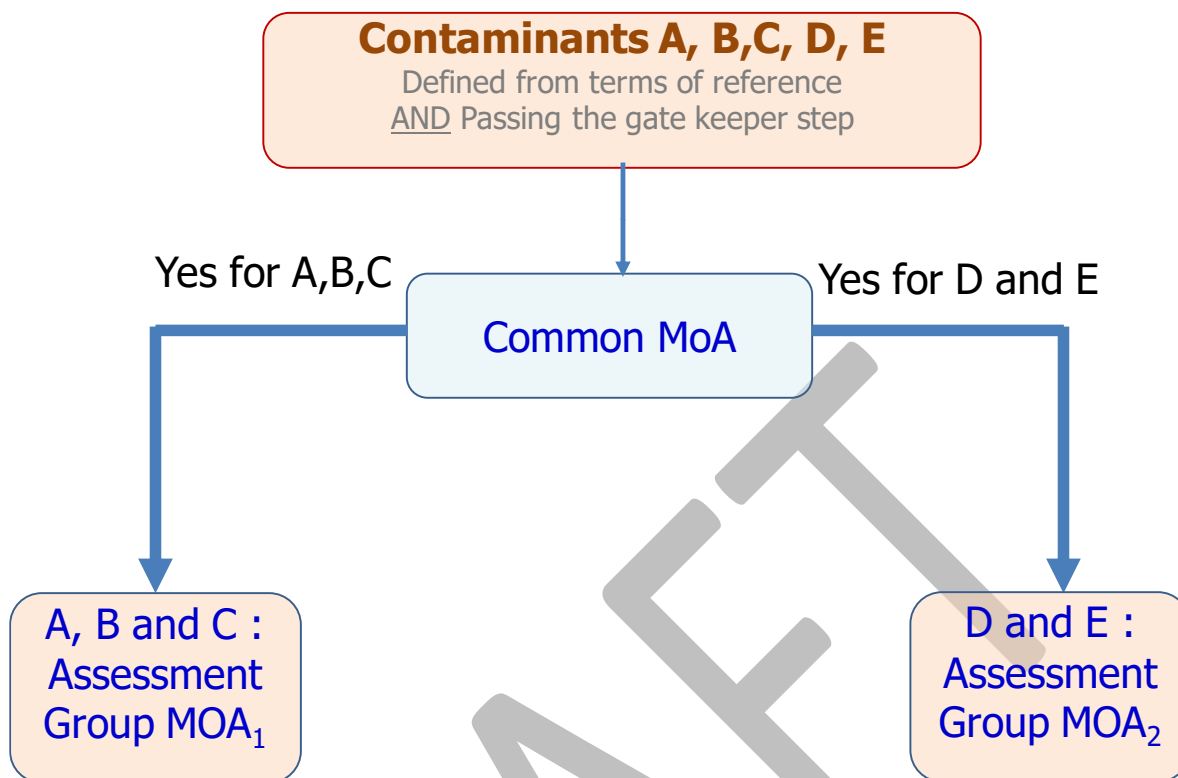 Contaminants A, B,C, D, E
Defined from terms of reference
AND Passing the gate keeper step
Yes for A,B,C
Yes for D and E
Common MoA
A, B and C :
Assessment
Group MOA₁
D and E :
Assessment
Group MOA₂